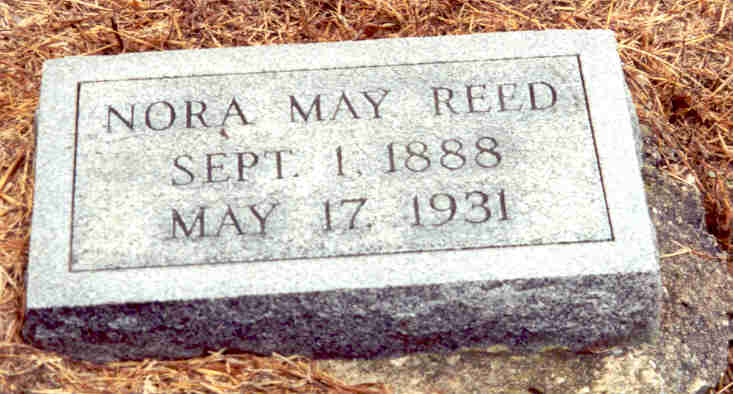 NORA MAY REED
SEPT. 1, 1888
MAY 17, 1931